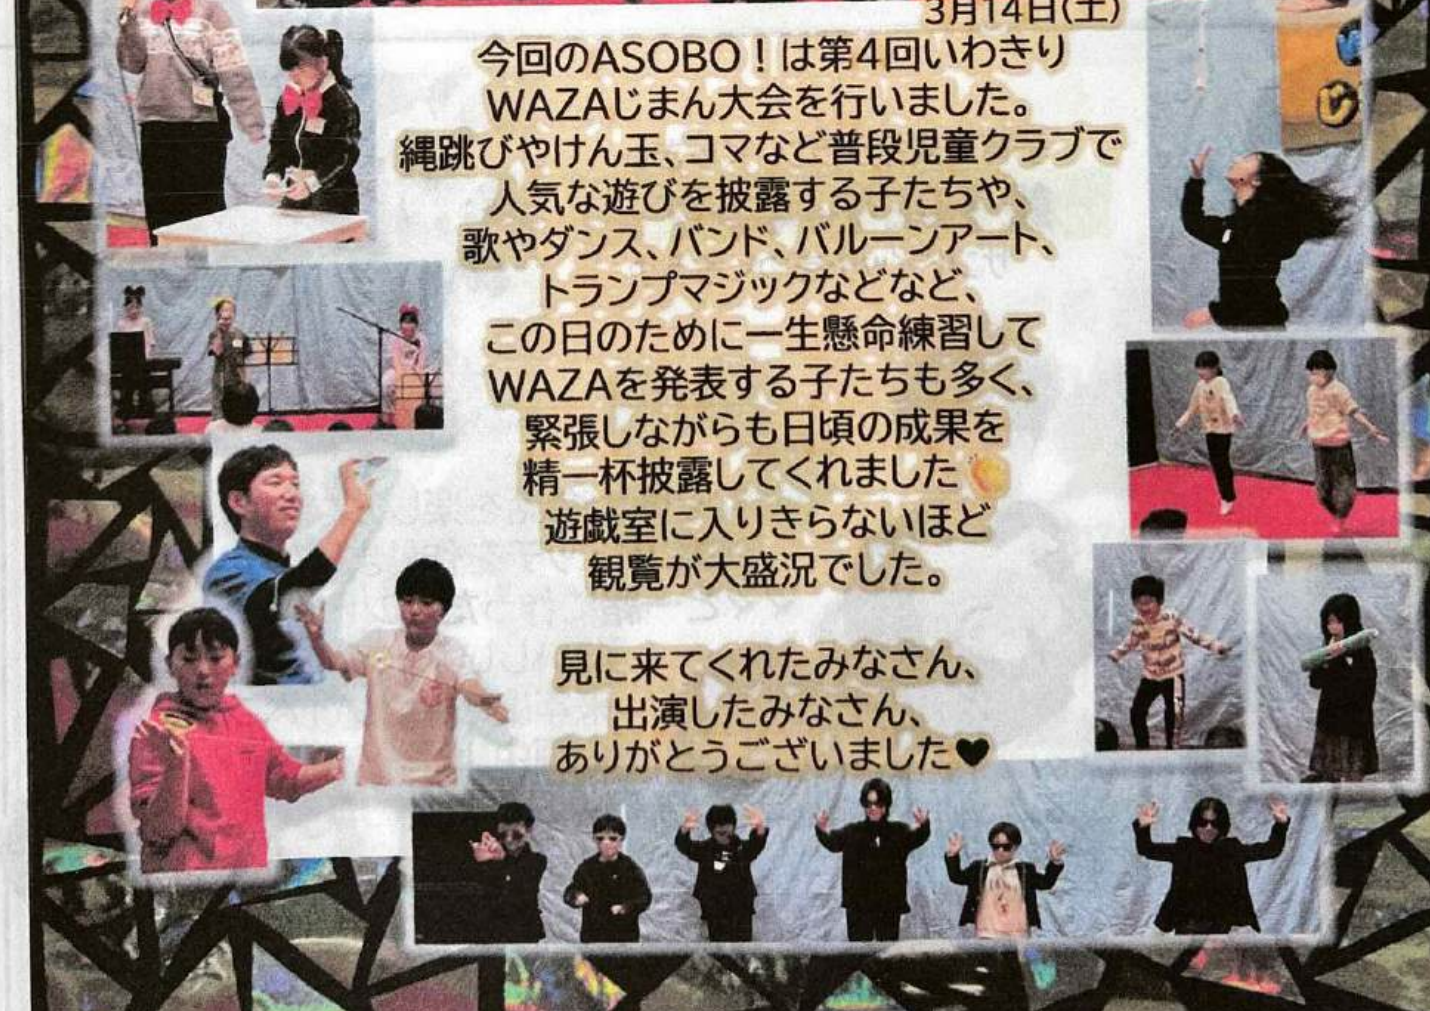 3月14日(土)
今回のASOBO！は第4回いわきり
WAZAじまん大会を行いました。
縄跳びやけん玉、コマなど普段児童クラブで
人気な遊びを披露する子たちや、
歌やダンス、バンド、バルーンアート、
トランプマジックなどなど、
この日のために一生懸命練習して
WAZAを発表する子たちも多く、
緊張しながらも日頃の成果を
精一杯披露してくれました
遊戯室に入りきらないほど
観覧が大盛況でした。
見に来てくれたみなさん、
出演したみなさん、
ありがとうございました♥